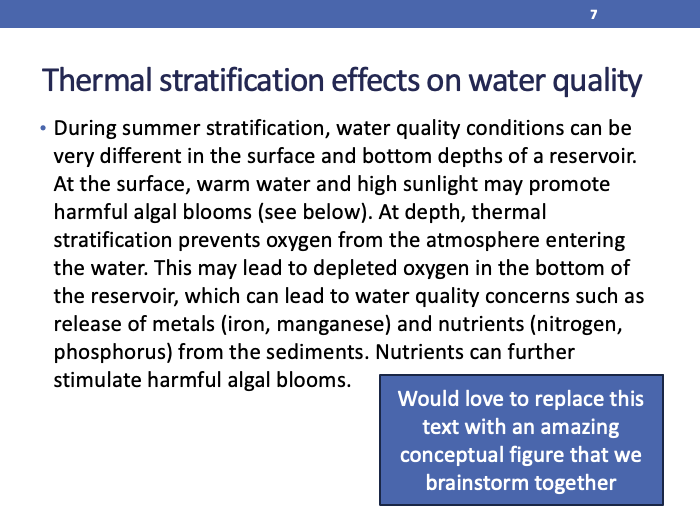 7
Thermal stratification effects on water quality
• During summer stratification, water quality conditions can be
very different in the surface and bottom depths of a reservoir.
At the surface, warm water and high sunlight may promote
harmful algal blooms (see below). At depth, thermal
stratification prevents oxygen from the atmosphere entering
the water. This may lead to depleted oxygen in the bottom of
the reservoir, which can lead to water quality concerns such as
release of metals (iron, manganese) and nutrients (nitrogen,
phosphorus) from the sediments. Nutrients can further
stimulate harmful algal blooms.
Would love to replace this
text with an amazing
conceptual figure that we
brainstorm together